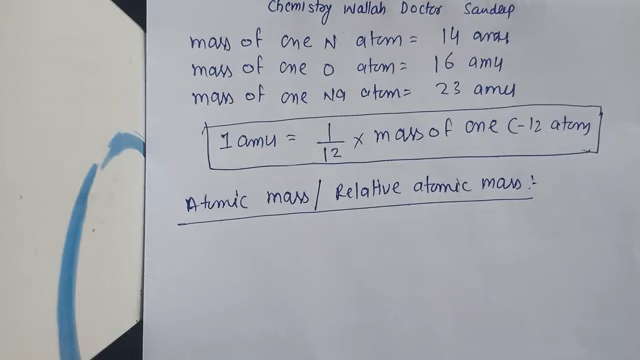 Chemistry Wallah Doctor Sandeep
mass of one N atom = 14 amu
mass of one O atom = 16 amu
mass of one Na atom = 23 amu
1 amu = 1/12 × mass of one C-12 atom
Atomic mass / Relative atomic mass :-